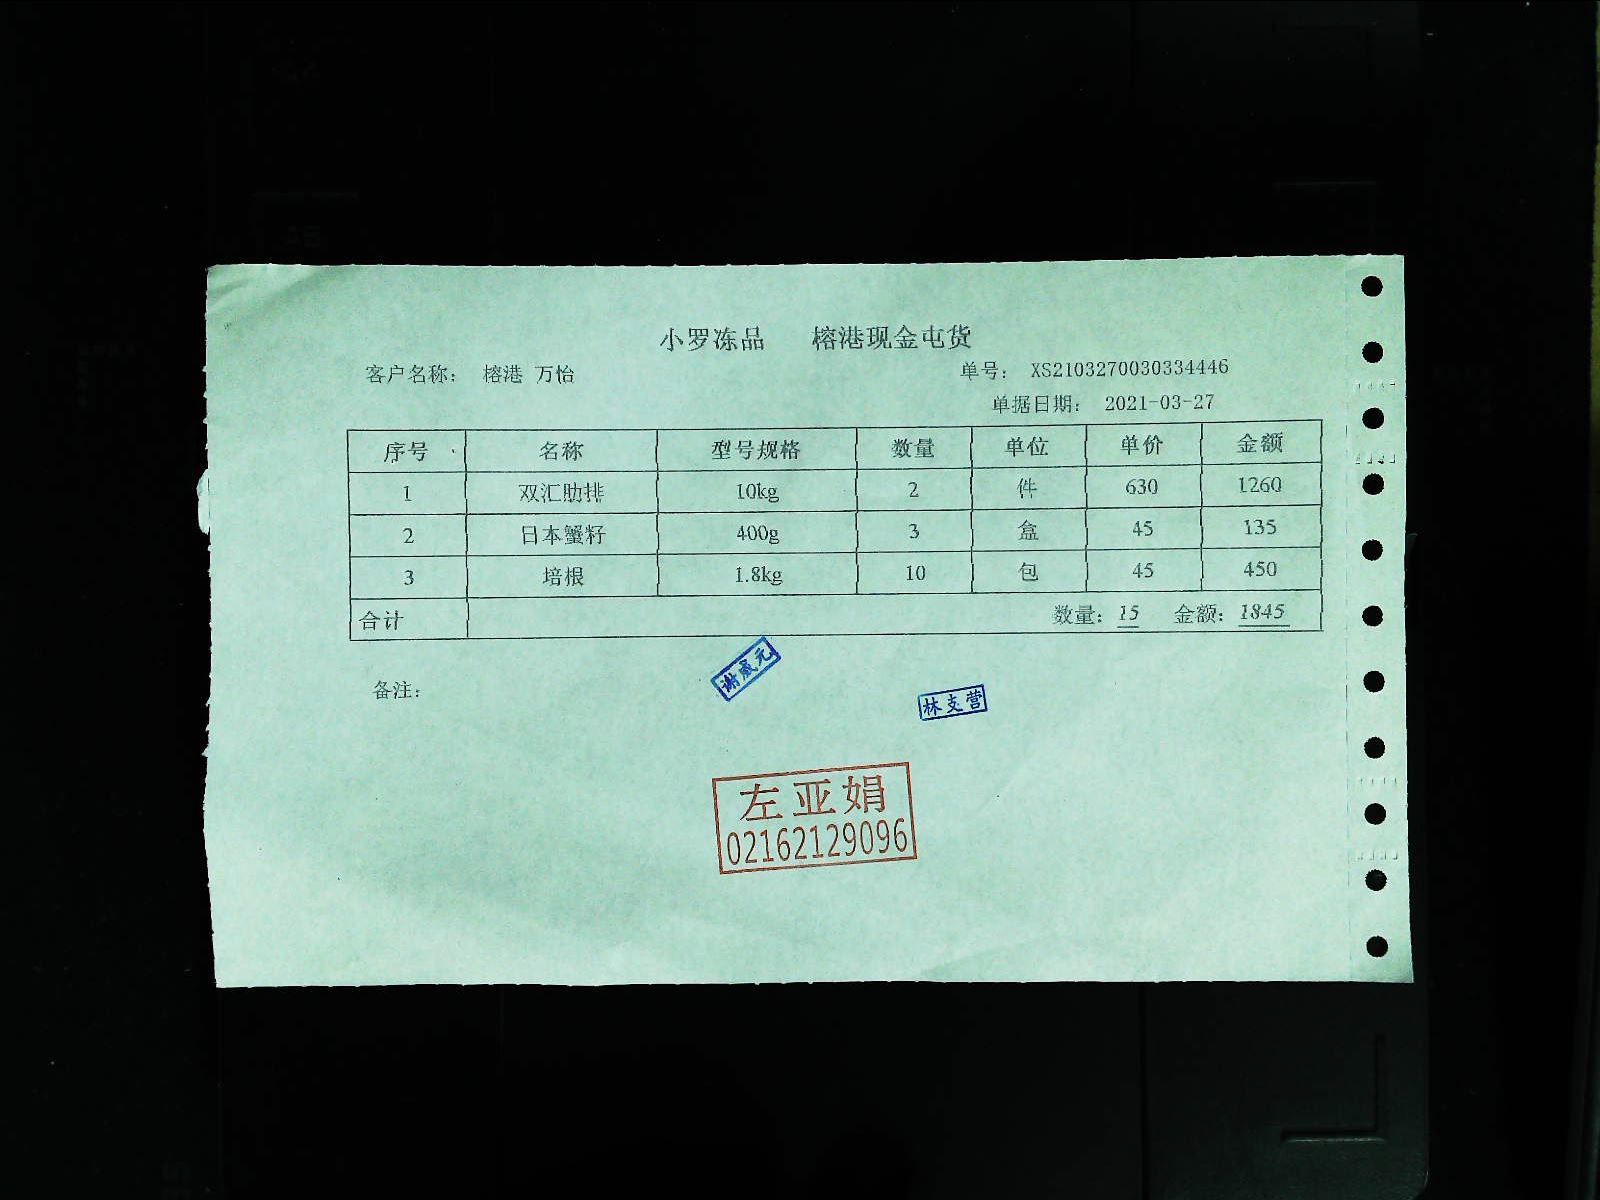 小罗冻品 榕港现金屯货
客户名称: 榕港 万怡 单号: XS2103270030334446
单据日期: 2021-03-27
序号 名称 型号规格 数量 单位 单价 金额
1 双汇肋排 10kg 2 件 630 1260
2 日本蟹籽 400g 3 盒 45 135
3 培根 1.8kg 10 包 45 450
合计 数量: 15 金额: 1845
备注:
谢威元
林支营
左亚娟
02162129096